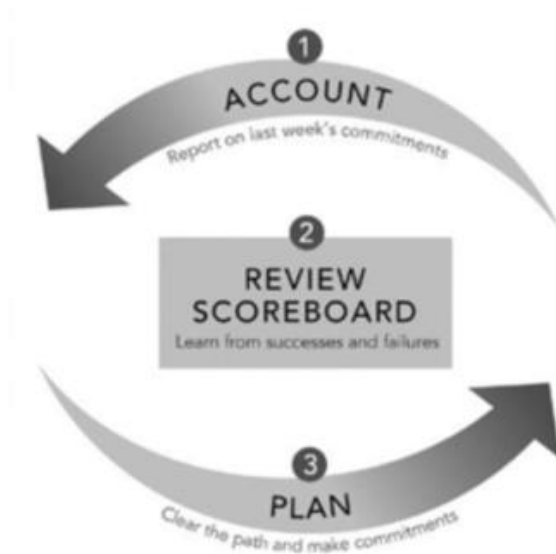 1
ACCOUNT
Report on last week's commitments
2
REVIEW
SCOREBOARD
Learn from successes and failures
3
PLAN
Clear the path and make commitments